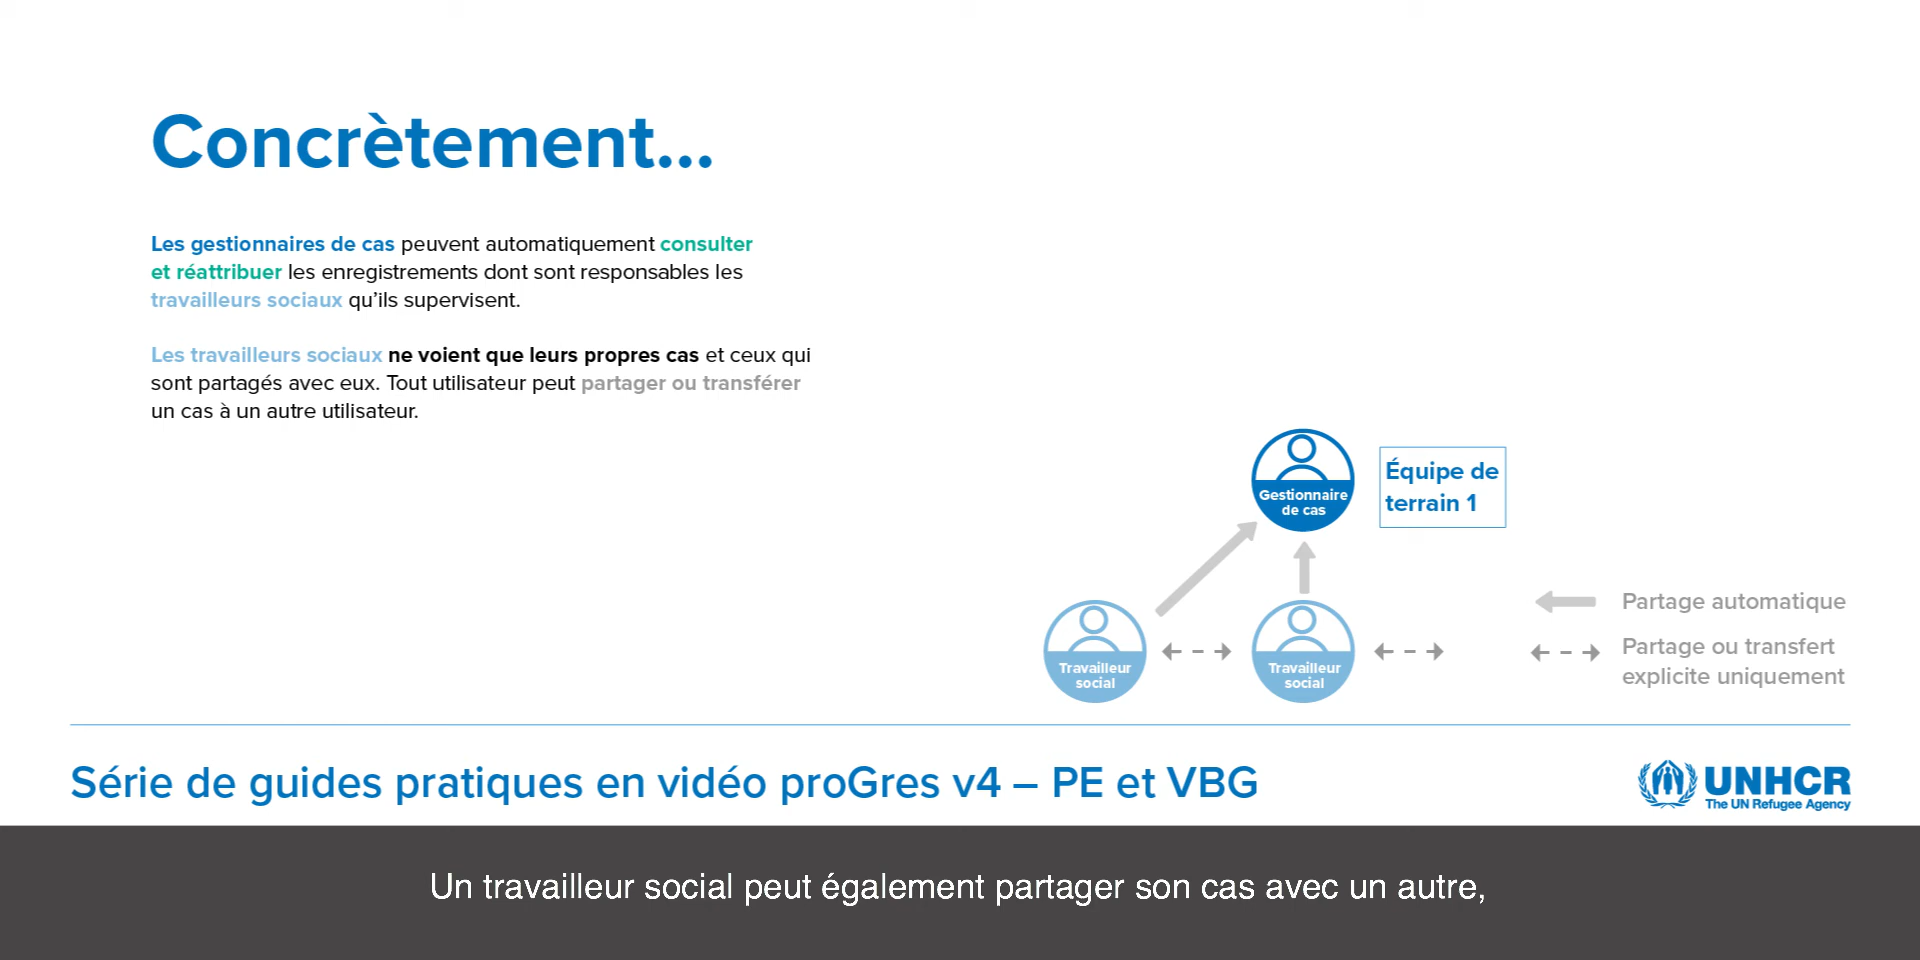 Concrètement...
Les gestionnaires de cas peuvent automatiquement consulter
et réattribuer les enregistrements dont sont responsables les
travailleurs sociaux qu’ils supervisent.
Les travailleurs sociaux ne voient que leurs propres cas et ceux qui
sont partagés avec eux. Tout utilisateur peut partager ou transférer
un cas à un autre utilisateur.
Gestionnaire
de cas
Équipe de
terrain 1
Travailleur
social
Travailleur
social
Partage automatique
Partage ou transfert
explicite uniquement
Série de guides pratiques en vidéo proGres v4 – PE et VBG
UNHCR
The UN Refugee Agency
Un travailleur social peut également partager son cas avec un autre,